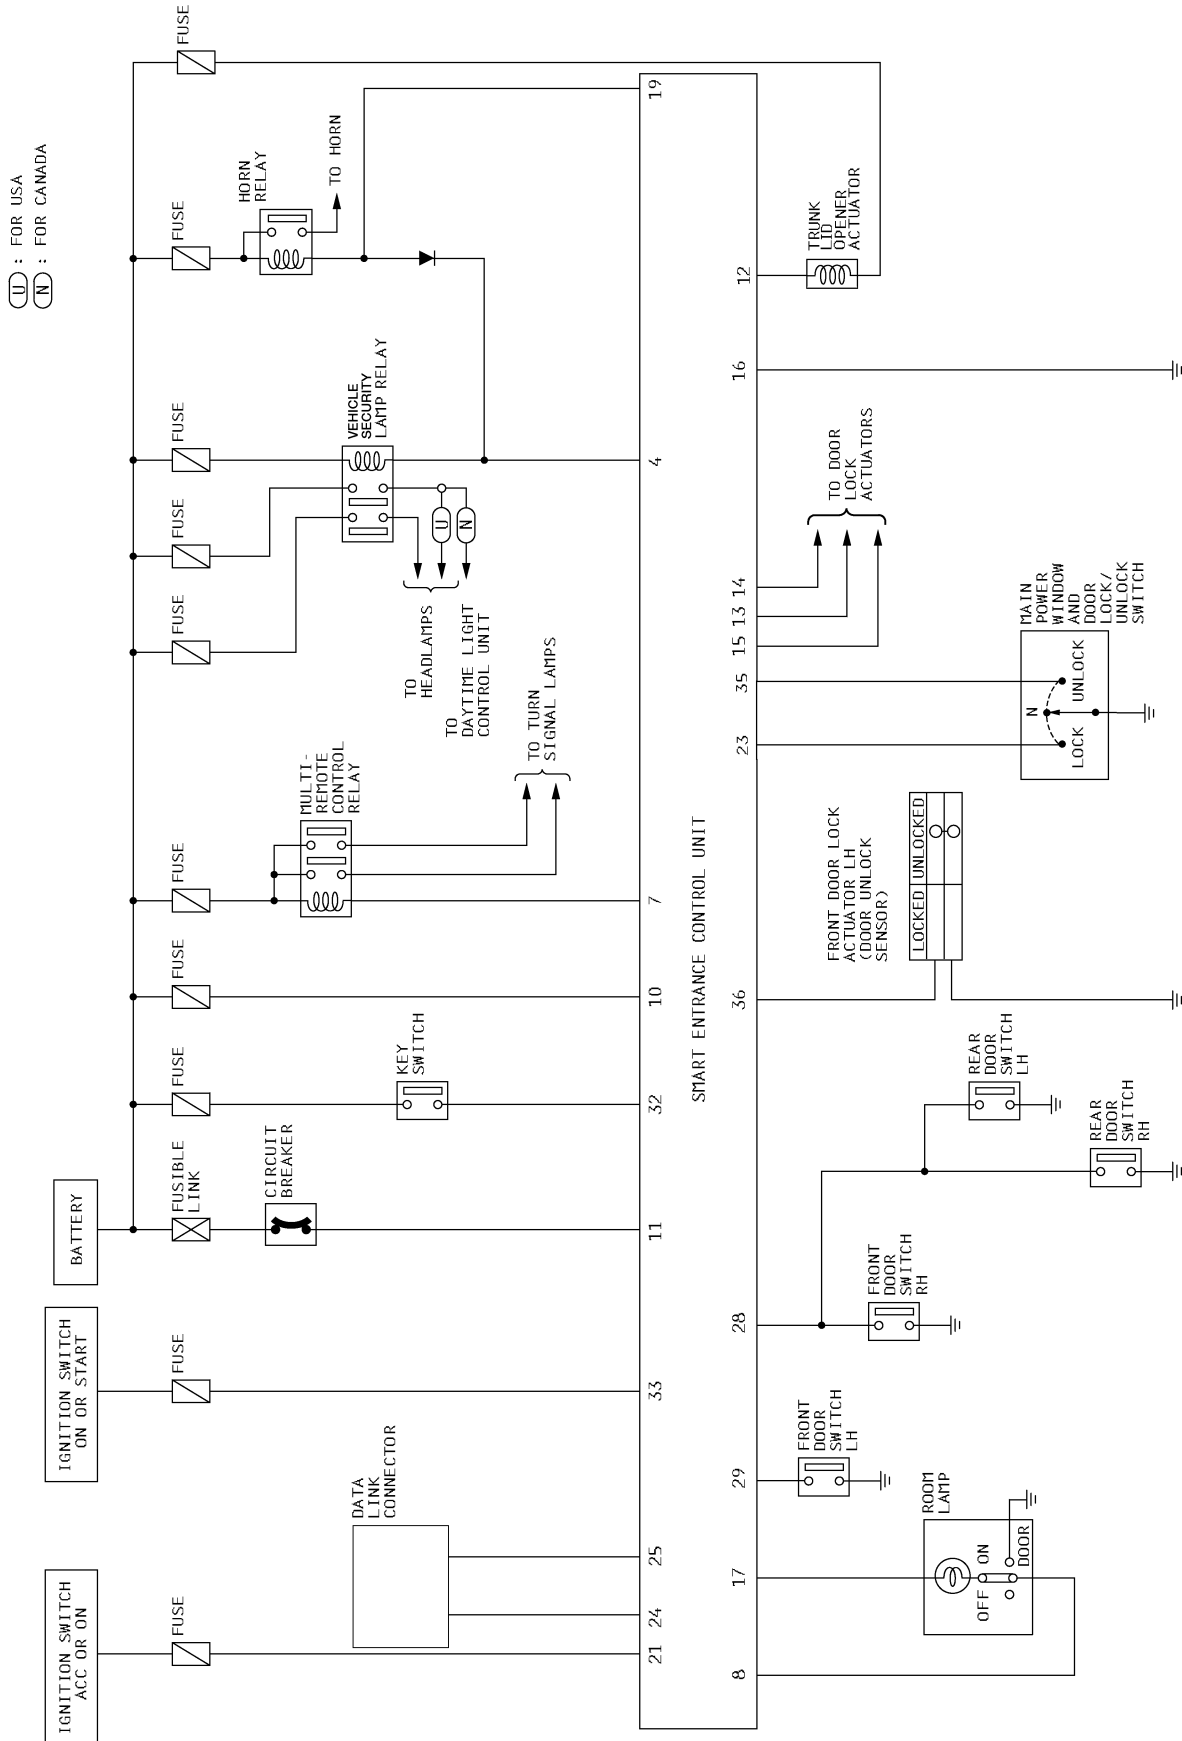 U : FOR USA
N : FOR CANADA
IGNITION SWITCH
ACC OR ON
IGNITION SWITCH
ON OR START
BATTERY
FUSE
FUSE
FUSIBLE
LINK
FUSE
FUSE
FUSE
FUSE
FUSE
FUSE
FUSE
FUSE
CIRCUIT
BREAKER
KEY
SWITCH
DATA
LINK
CONNECTOR
MULTI-
REMOTE
CONTROL
RELAY
TO TURN
SIGNAL LAMPS
VEHICLE
SECURITY
LAMP RELAY
U
N
TO
HEADLAMPS
TO
DAYTIME LIGHT
CONTROL UNIT
HORN
RELAY
TO HORN
21
24
25
33
11
32
10
7
4
19
SMART ENTRANCE CONTROL UNIT
8
17
29
28
36
23
35
15
13
14
16
12
ROOM
LAMP
OFF
ON
DOOR
FRONT
DOOR
SWITCH
LH
FRONT
DOOR
SWITCH
RH
REAR
DOOR
SWITCH
LH
REAR
DOOR
SWITCH
RH
FRONT DOOR LOCK
ACTUATOR LH
(DOOR UNLOCK
SENSOR)
LOCKED
UNLOCKED
MAIN
POWER
WINDOW
AND
DOOR
LOCK/
UNLOCK
SWITCH
LOCK
N
UNLOCK
TO DOOR
LOCK
ACTUATORS
TRUNK
LID
OPENER
ACTUATOR